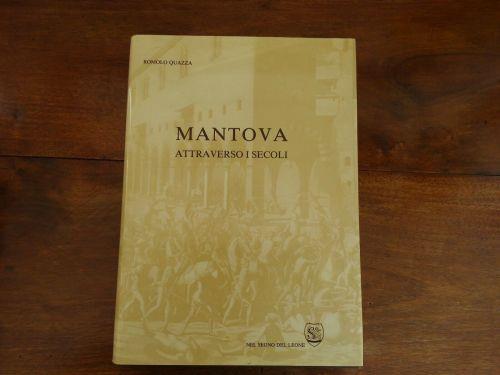 ROMOLO QUAZZA
MANTOVA
ATTRAVERSO I SECOLI
NEL SEGNO DEL LEONE